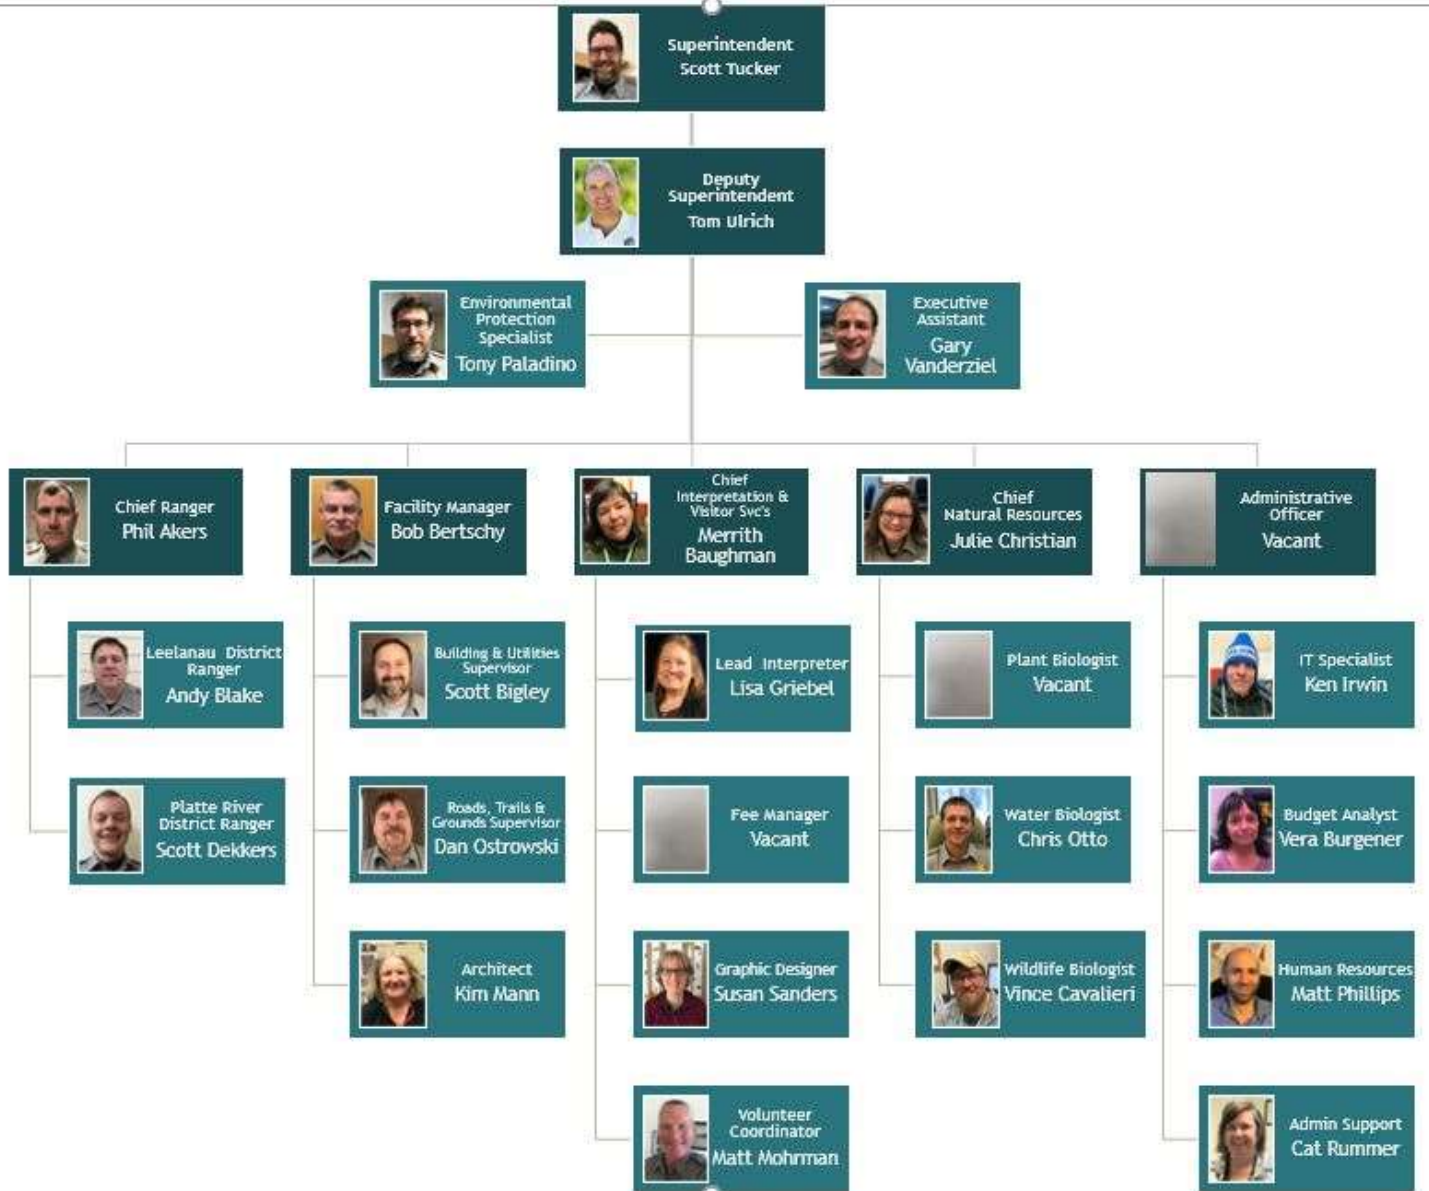 Superintendent
Scott Tucker
Deputy
Superintendent
Tom Ulrich
Environmental
Protection
Specialist
Tony Paladino
Executive
Assistant
Gary
Vanderziel
Chief Ranger
Phil Akers
Facility Manager
Bob Bertschy
Chief
Interpretation &
Visitor Svc's
Merrith
Baughman
Chief
Natural Resources
Julie Christian
Administrative
Officer
Vacant
Leelanau District
Ranger
Andy Blake
Building & Utilities
Supervisor
Scott Bigley
Lead Interpreter
Lisa Griebel
Plant Biologist
Vacant
IT Specialist
Ken Irwin
Platte River
District Ranger
Scott Dekkers
Roads, Trails &
Grounds Supervisor
Dan Ostrowski
Fee Manager
Vacant
Water Biologist
Chris Otto
Budget Analyst
Vera Burgener
Architect
Kim Mann
Graphic Designer
Susan Sanders
Wildlife Biologist
Vince Cavalieri
Human Resources
Matt Phillips
Volunteer
Coordinator
Matt Mohrman
Admin Support
Cat Rummer